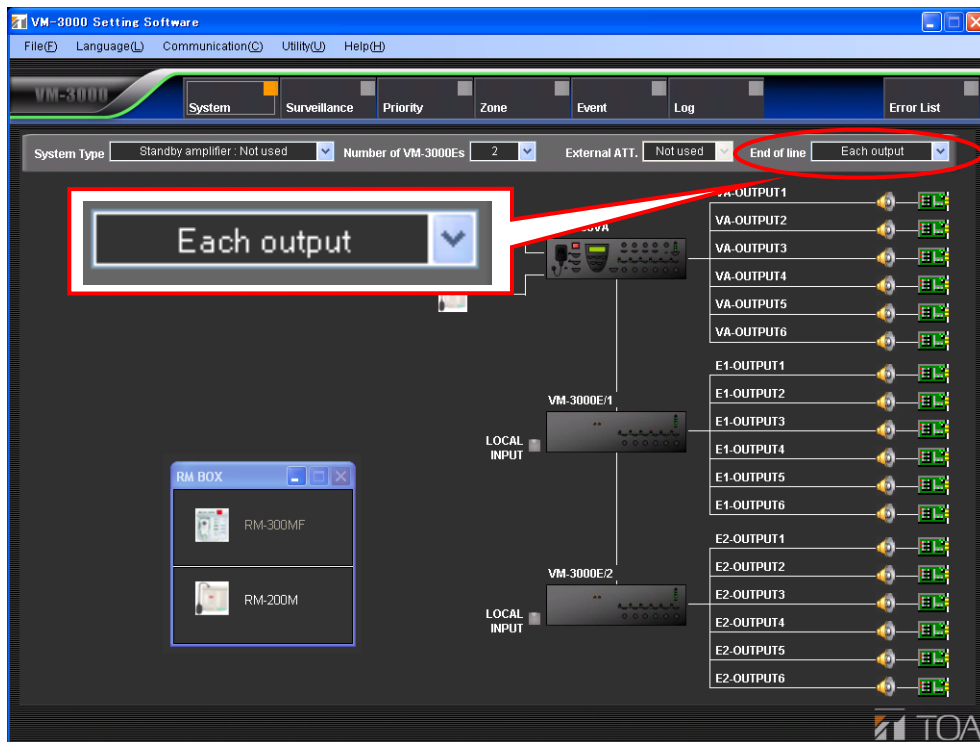 VM-3000 Setting Software
File(F) Language(L) Communication(C) Utility(U) Help(H)
VM-3000
System Surveillance Priority Zone Event Log Error List
System Type Standby amplifier : Not used Number of VM-3000Es 2 External ATT. Not used End of line Each output
Each output
VA-OUTPUT1
VA-OUTPUT2
VA-OUTPUT3
VA-OUTPUT4
VA-OUTPUT5
VA-OUTPUT6
VM-3000E/1
LOCAL INPUT
E1-OUTPUT1
E1-OUTPUT2
E1-OUTPUT3
E1-OUTPUT4
E1-OUTPUT5
E1-OUTPUT6
RM BOX
RM-300MF
RM-200M
VM-3000E/2
LOCAL INPUT
E2-OUTPUT1
E2-OUTPUT2
E2-OUTPUT3
E2-OUTPUT4
E2-OUTPUT5
E2-OUTPUT6
TOA